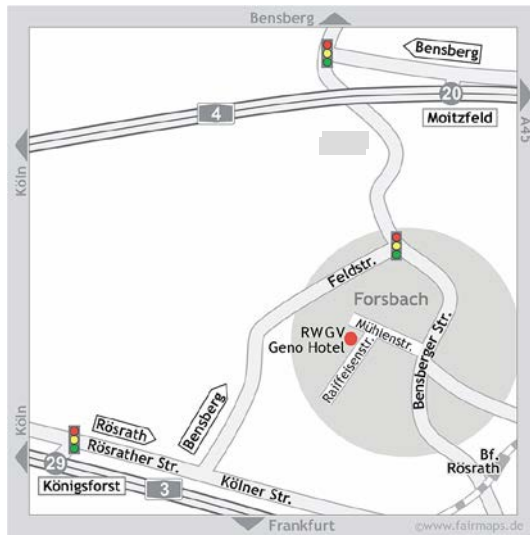 Bensberg
Bensberg
20
Moitzfeld
4
A45
Köln
Feldstr.
Forsbach
RWGV
Geno Hotel
Mühlenstr.
Raiffeisenstr.
Bensberger Str.
Bensberg
Köln
Rösrath
Rösrather Str.
29
Königsforst
3
Kölner Str.
Bf.
Rösrath
Frankfurt
©www.fairmaps.de